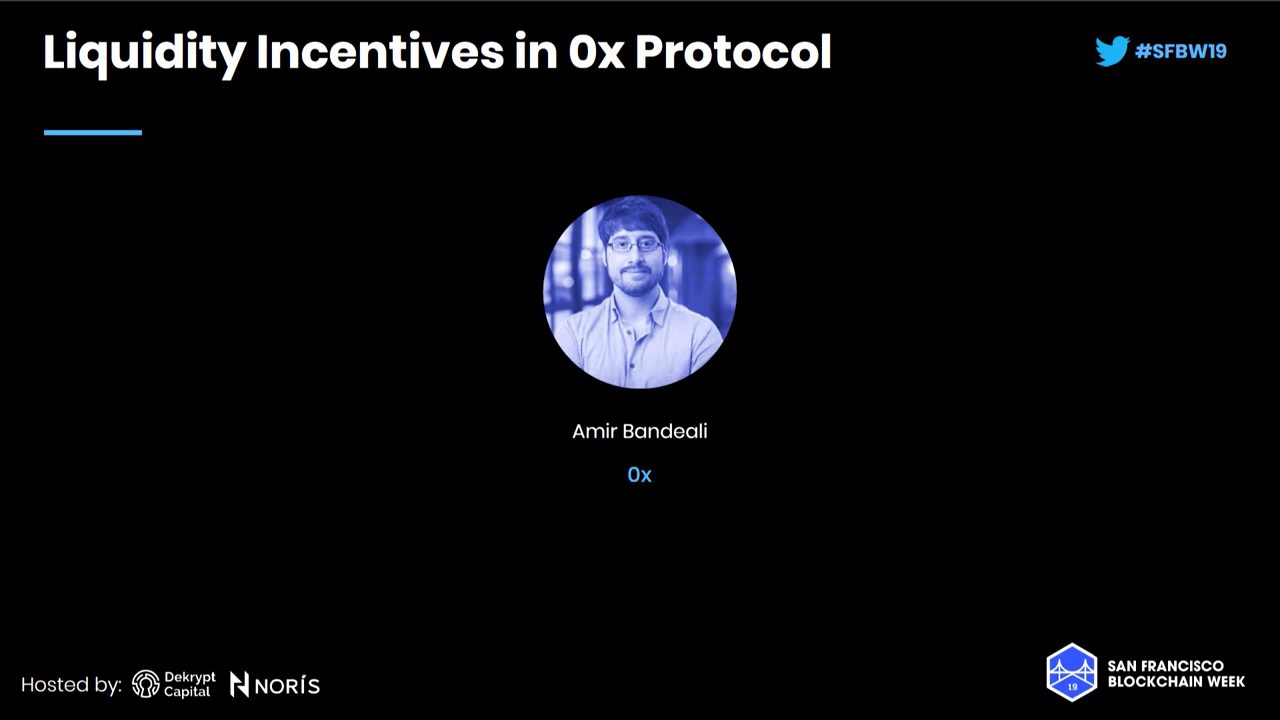 Liquidity Incentives in 0x Protocol
#SFBW19
Amir Bandeali
0x
Hosted by:
Dekrypt
Capital
NORÍS
19
SAN FRANCISCO
BLOCKCHAIN WEEK